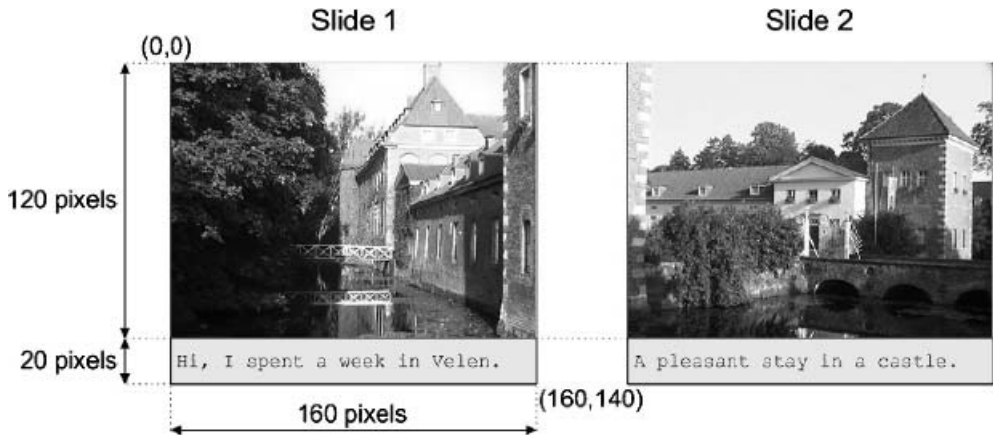 Slide 1
Slide 2
(0,0)
120 pixels
20 pixels
Hi, I spent a week in Velen.
A pleasant stay in a castle.
(160,140)
160 pixels